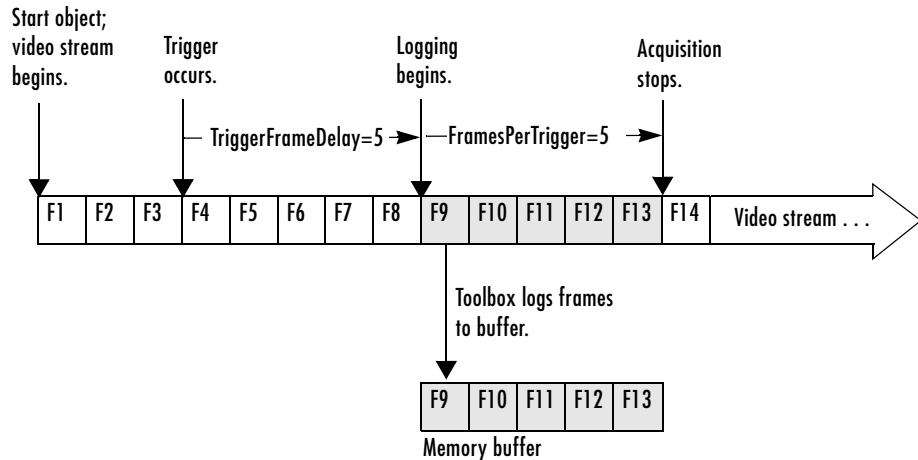 Start object;
video stream
begins.
Trigger
occurs.
Logging
begins.
Acquisition
stops.
TriggerFrameDelay=5
FramesPerTrigger=5
F1 F2 F3 F4 F5 F6 F7 F8 F9 F10 F11 F12 F13 F14 Video stream . . .
Toolbox logs frames
to buffer.
F9 F10 F11 F12 F13
Memory buffer